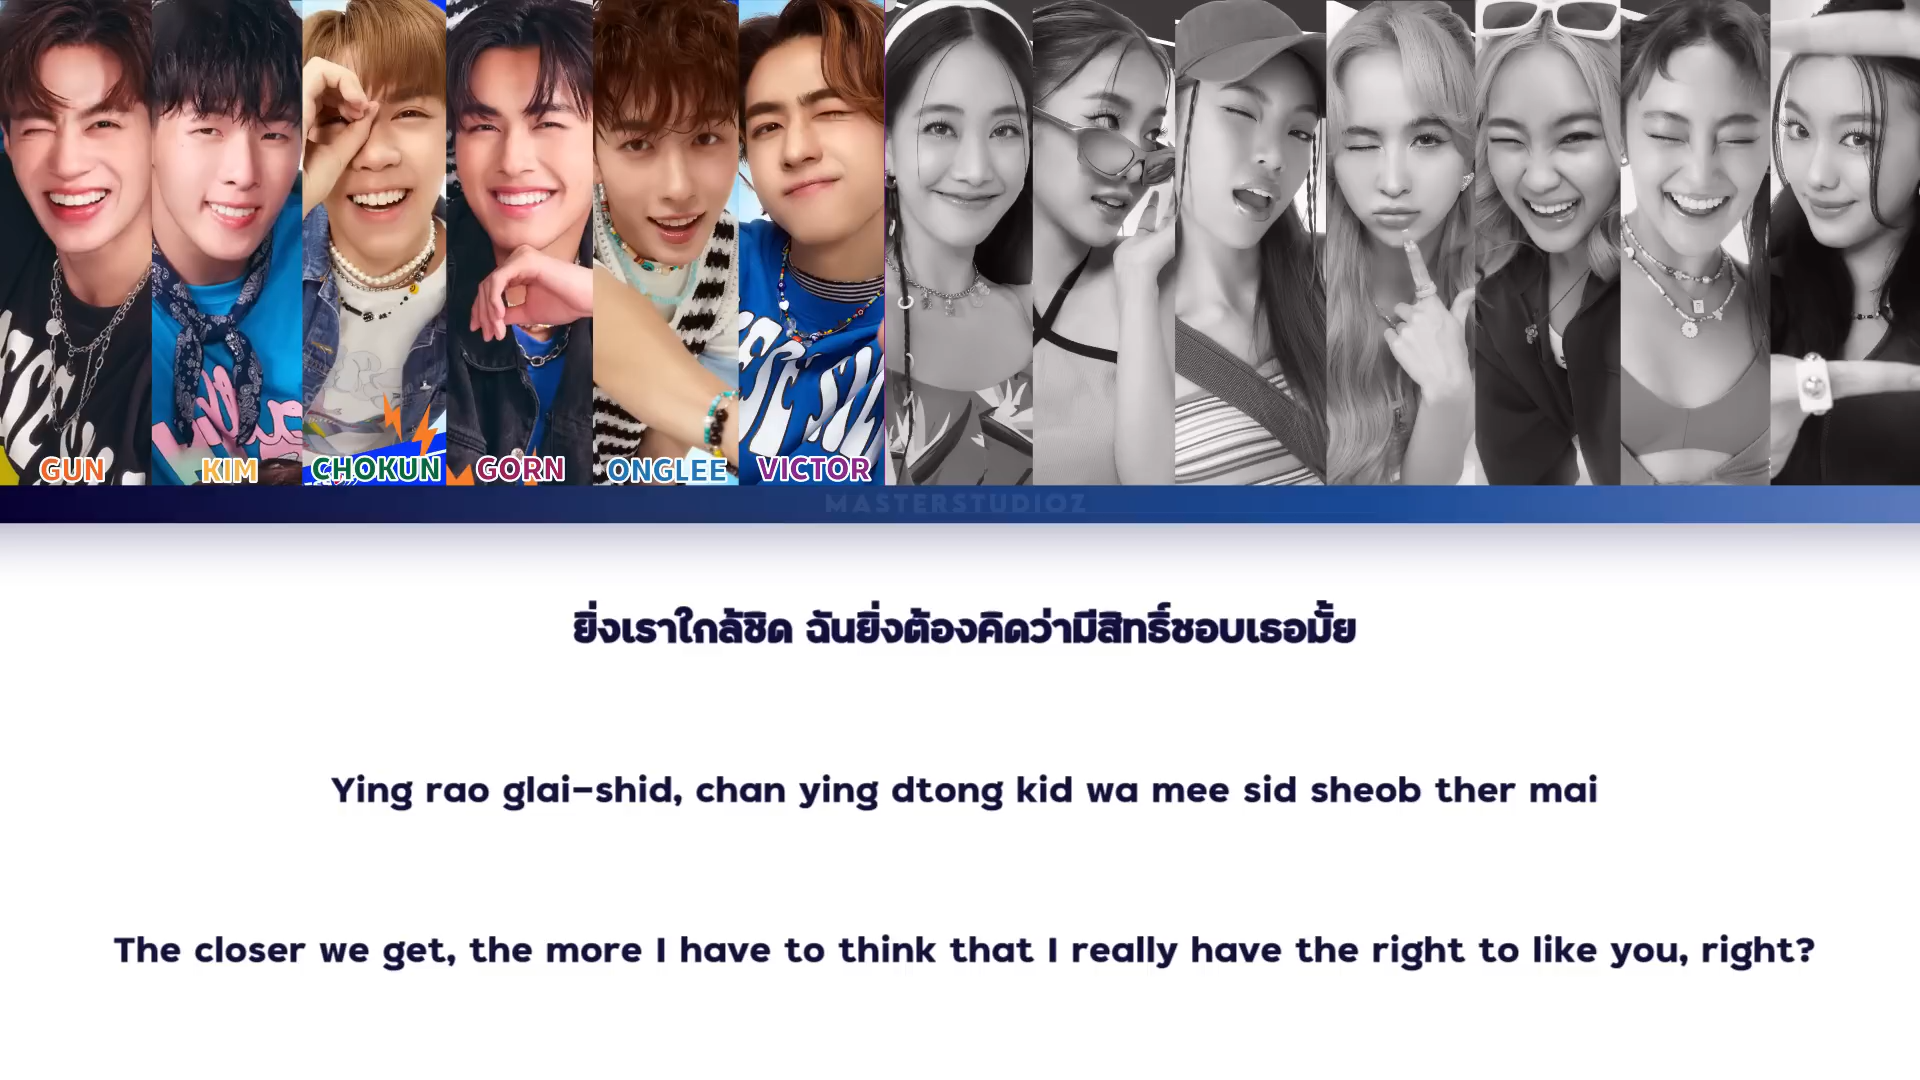 GUN
KIM
CHOKUN
GORN
ONGLEE
VICTOR
MASTERSTUDIOZ
ยิ่งเราใกล้ชิด ฉันยิ่งต้องคิดว่ามีสิทธิ์ชอบเธอมั้ย
Ying rao glai-shid, chan ying dtong kid wa mee sid sheob ther mai
The closer we get, the more I have to think that I really have the right to like you, right?